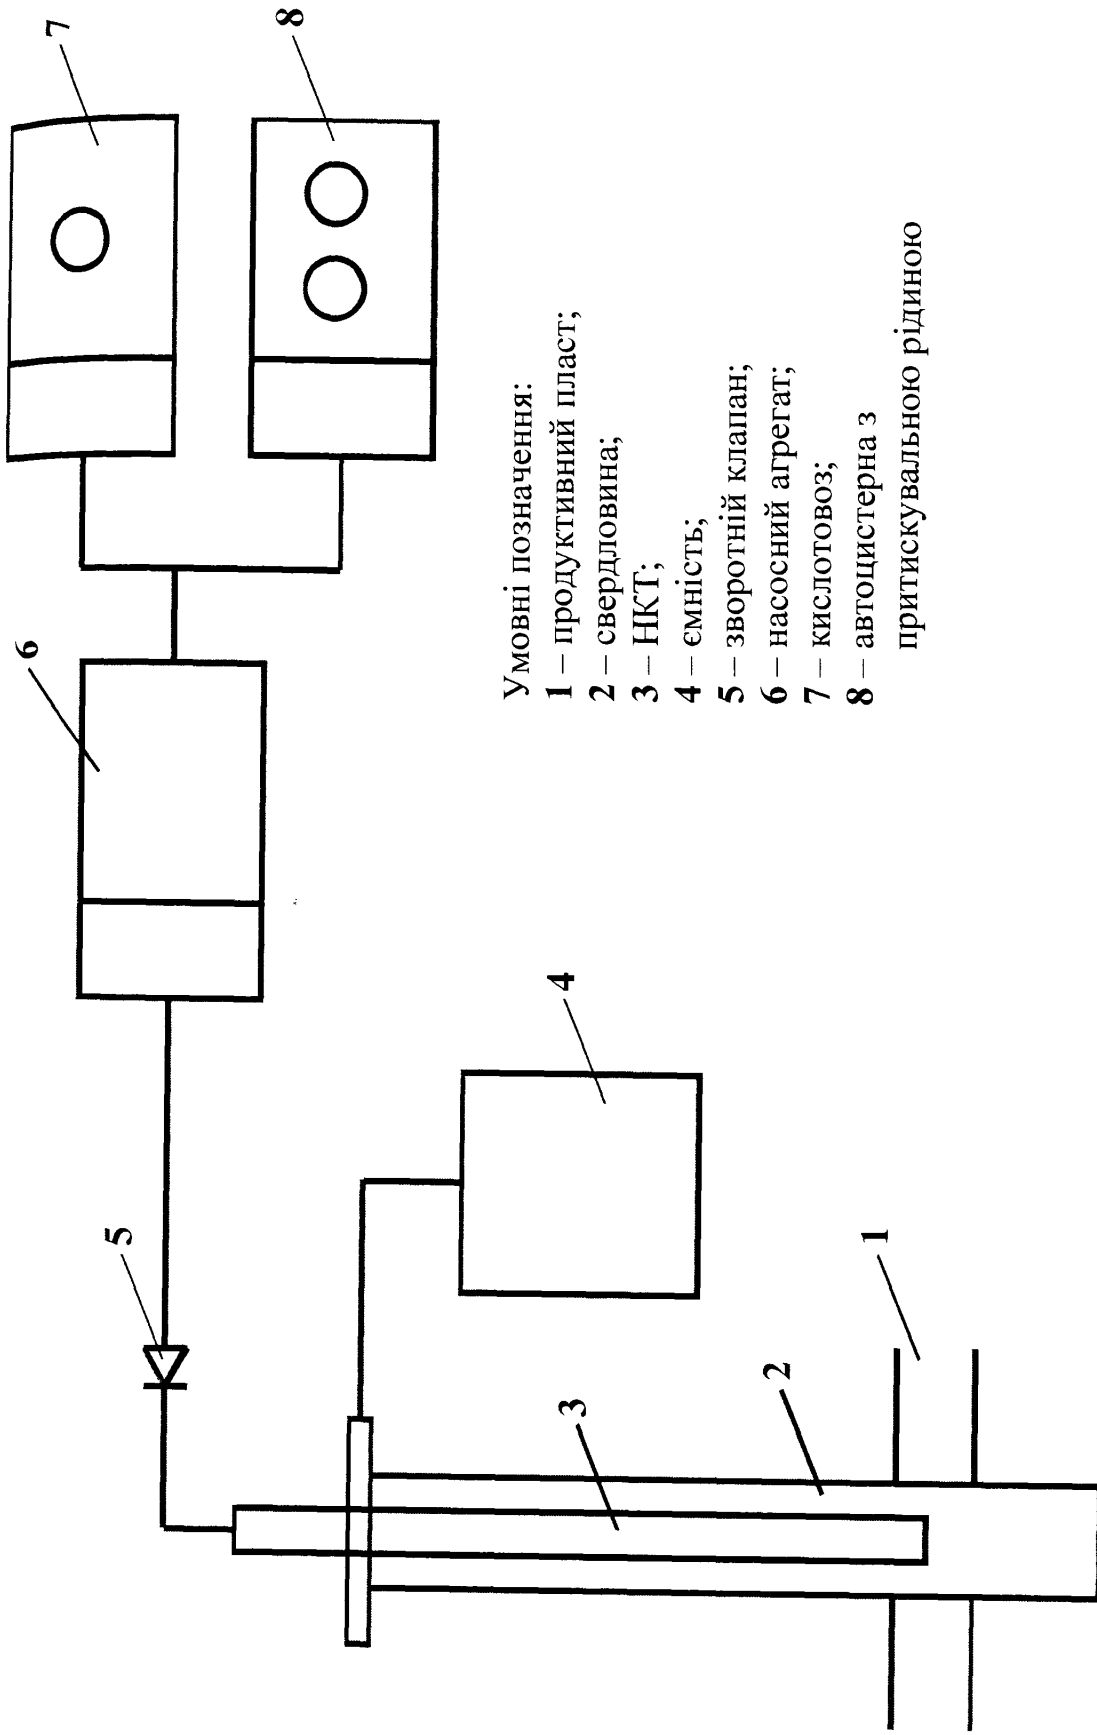 7
8
6
5
4
3
2
1
Умовні позначення:
1 – продуктивний пласт;
2 – свердловина;
3 – НКТ;
4 – ємність;
5 – зворотній клапан;
6 – насосний агрегат;
7 – кислотовоз;
8 – автоцистерна з
притискувальною рідиною